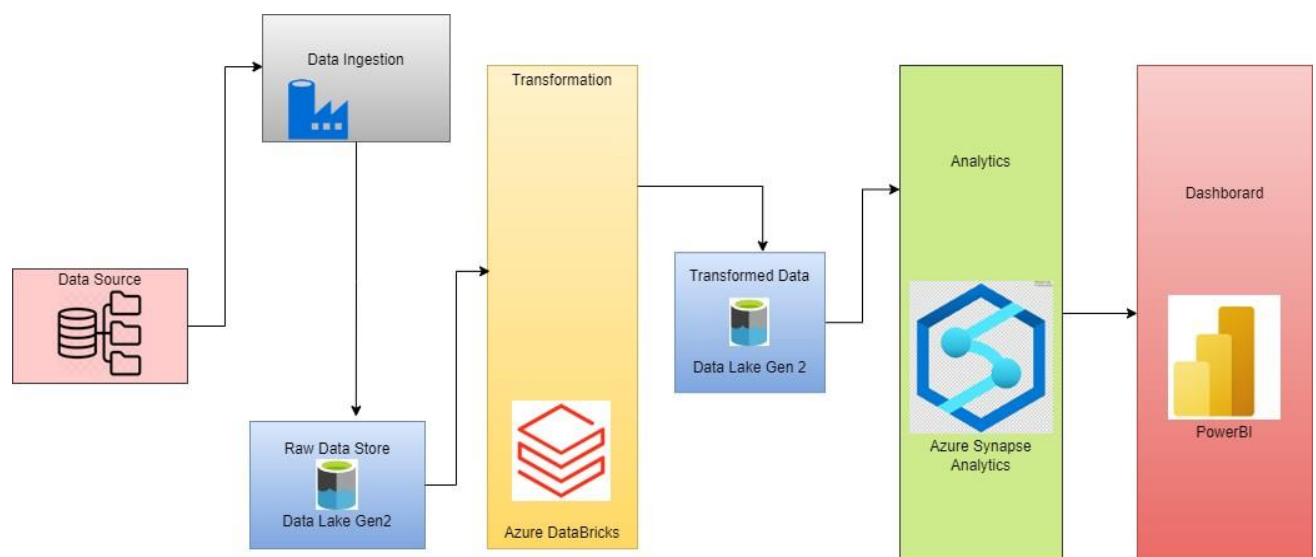 Data Ingestion
Transformation
Analytics
Dashborard
Data Source
Transformed Data
Data Lake Gen 2
Raw Data Store
Data Lake Gen2
Azure DataBricks
Azure Synapse
Analytics
PowerBI